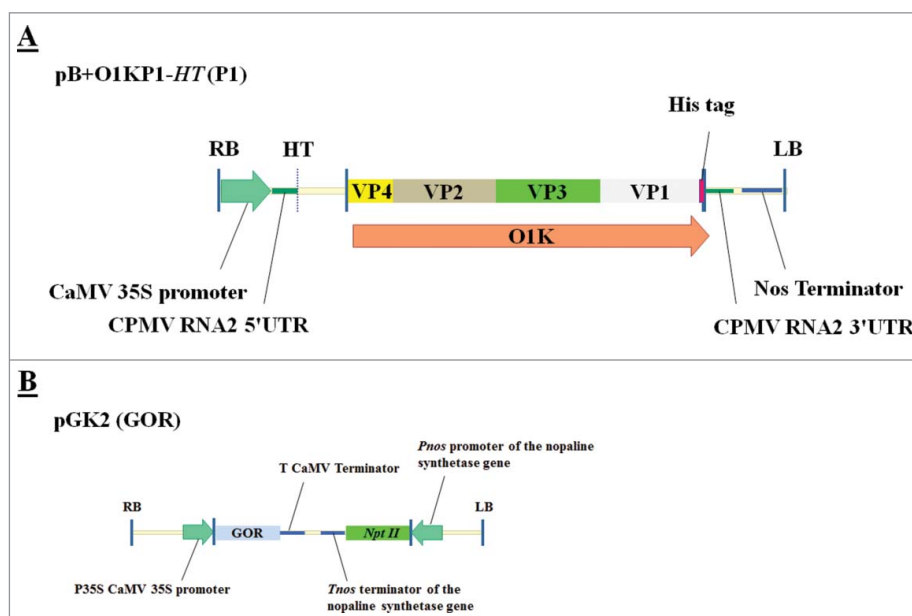 A
pB+O1KP1-HT(P1)
His tag
RB
HT
LB
VP4
VP2
VP3
VP1
O1K
CaMV 35S promoter
Nos Terminator
CPMV RNA2 5'UTR
CPMV RNA2 3'UTR
B
pGK2 (GOR)
Pnos promoter of the nopaline
synthetase gene
T CaMV Terminator
RB
LB
GOR
Npt II
P35S CaMV 35S promoter
Tnos terminator of the
nopaline synthetase gene